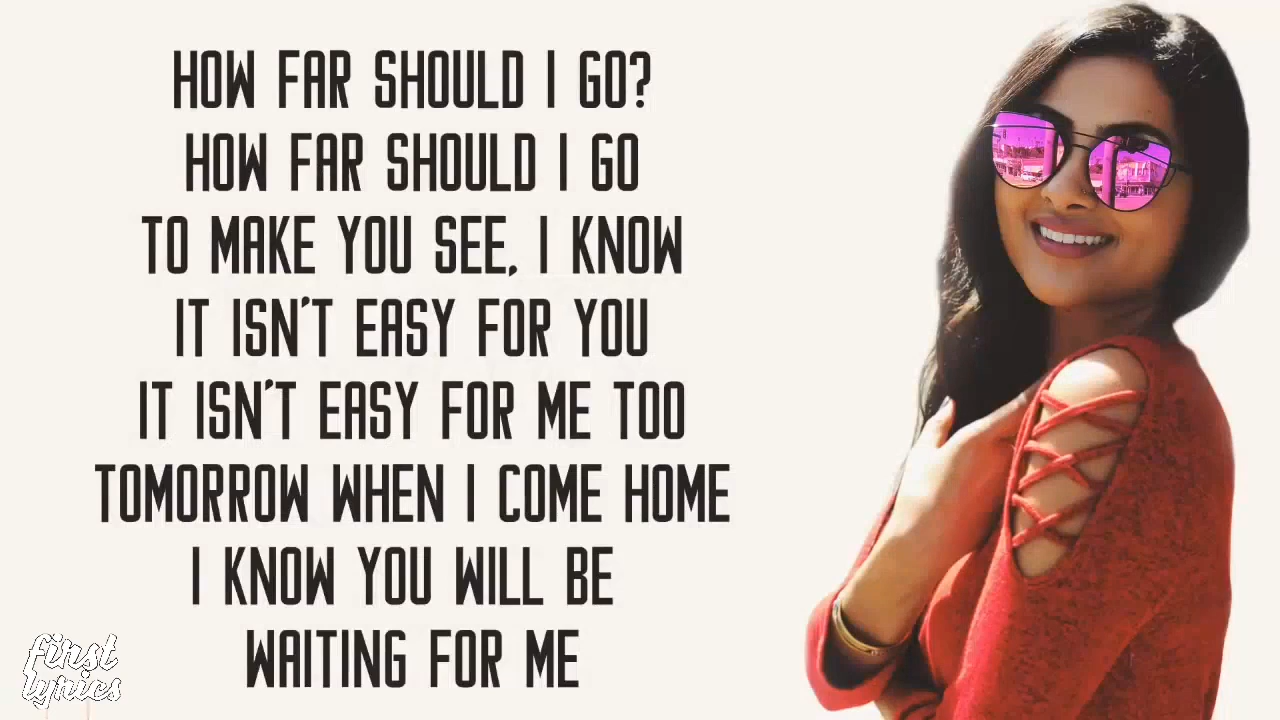 HOW FAR SHOULD I GO?
HOW FAR SHOULD I GO
TO MAKE YOU SEE, I KNOW
IT ISN'T EASY FOR YOU
IT ISN'T EASY FOR ME TOO
TOMORROW WHEN I COME HOME
I KNOW YOU WILL BE
WAITING FOR ME
first
lyrics